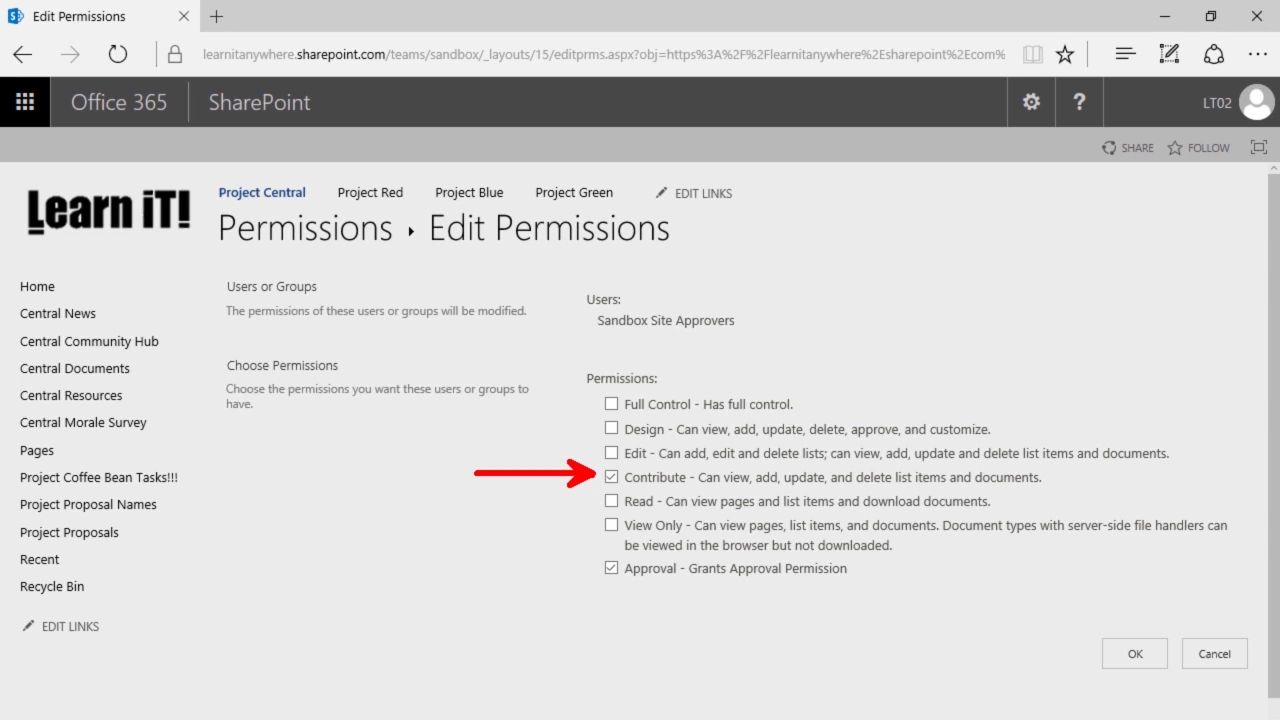 Edit Permissions
learnitanywhere.sharepoint.com/teams/sandbox/_layouts/15/editprms.aspx?obj=https%3A%2F%2Flearnitanywhere%2Esharepoint%2Ecom%
Office 365 SharePoint ? LT02
SHARE FOLLOW
Learn iT!
Project Central Project Red Project Blue Project Green EDIT LINKS
Permissions ▸ Edit Permissions
Home
Central News
Central Community Hub
Central Documents
Central Resources
Central Morale Survey
Pages
Project Coffee Bean Tasks!!!
Project Proposal Names
Project Proposals
Recent
Recycle Bin
EDIT LINKS
Users or Groups
The permissions of these users or groups will be modified.
Users:
Sandbox Site Approvers
Choose Permissions
Choose the permissions you want these users or groups to
have.
Permissions:
Full Control - Has full control.
Design - Can view, add, update, delete, approve, and customize.
Edit - Can add, edit and delete lists; can view, add, update and delete list items and documents.
Contribute - Can view, add, update, and delete list items and documents.
Read - Can view pages and list items and download documents.
View Only - Can view pages, list items, and documents. Document types with server-side file handlers can
be viewed in the browser but not downloaded.
Approval - Grants Approval Permission
OK Cancel